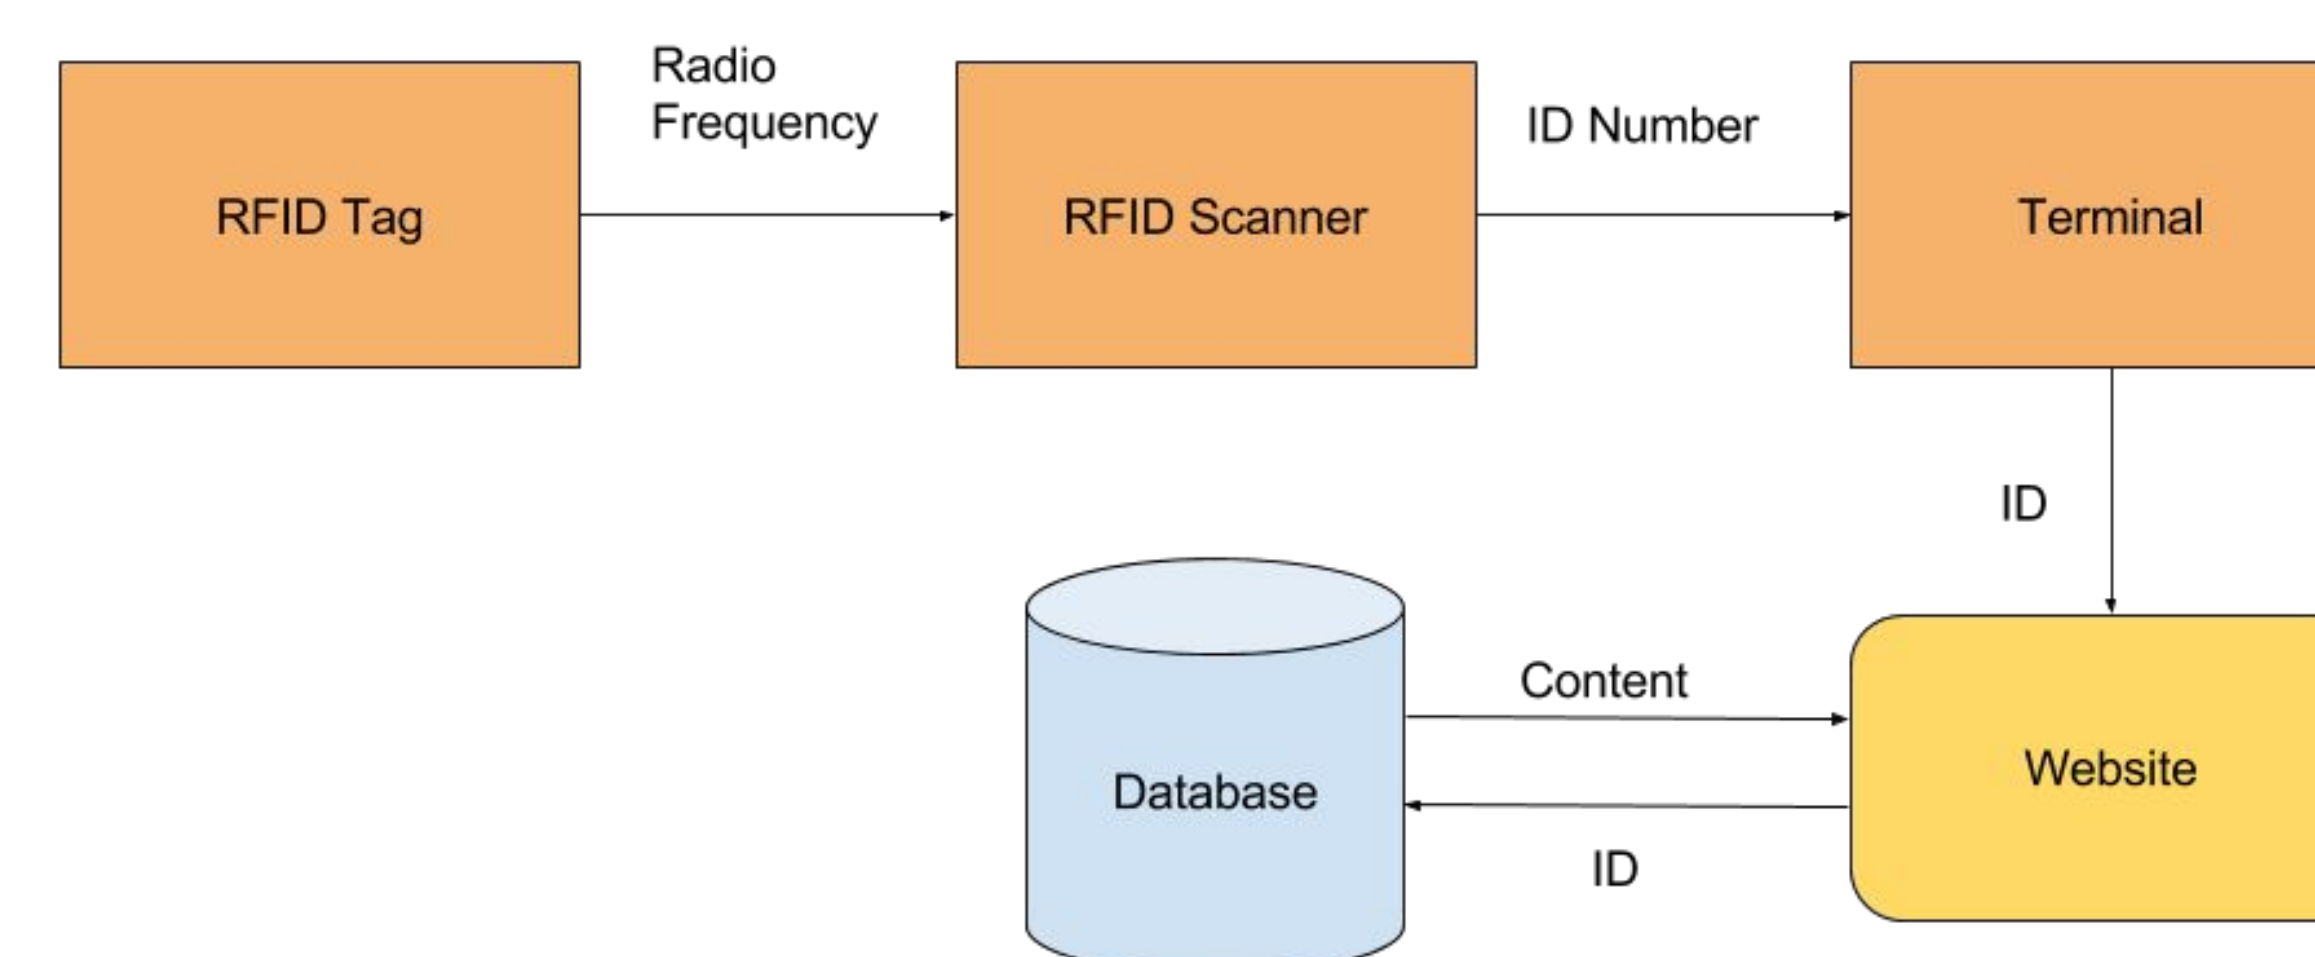 Radio
Frequency
ID Number
RFID Tag
RFID Scanner
Terminal
ID
Content
Database
Website
ID